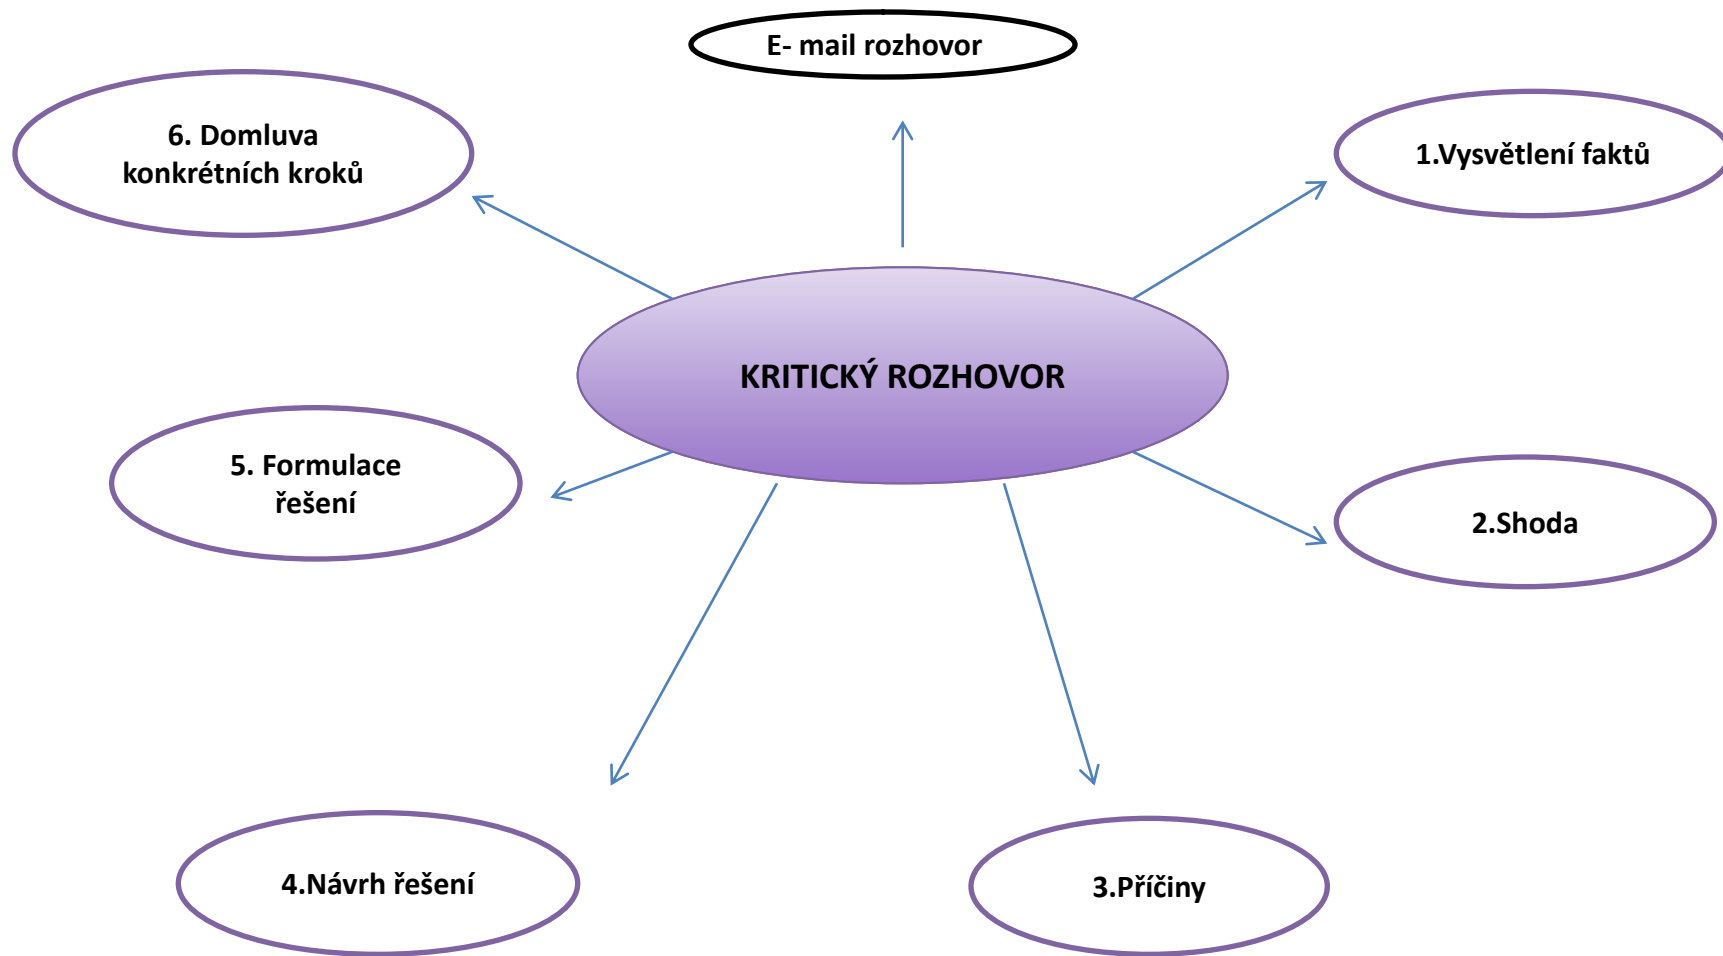 E- mail rozhovor
6. Domluva
konkrétních kroků
1.Vysvětlení faktů
KRITICKÝ ROZHOVOR
5. Formulace
řešení
2.Shoda
4.Návrh řešení
3.Příčiny